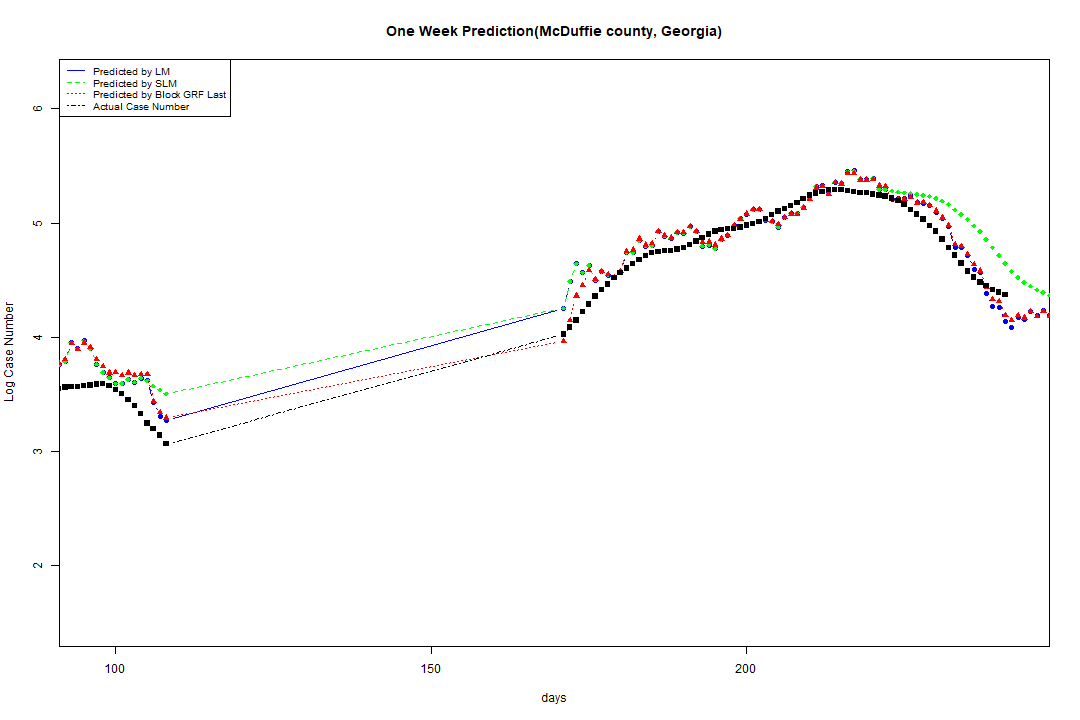 One Week Prediction(McDuffie county, Georgia)
Predicted by LM
Predicted by SLM
Predicted by Block GRF Last
Actual Case Number
6
5
4
3
2
Log Case Number
100
150
200
days